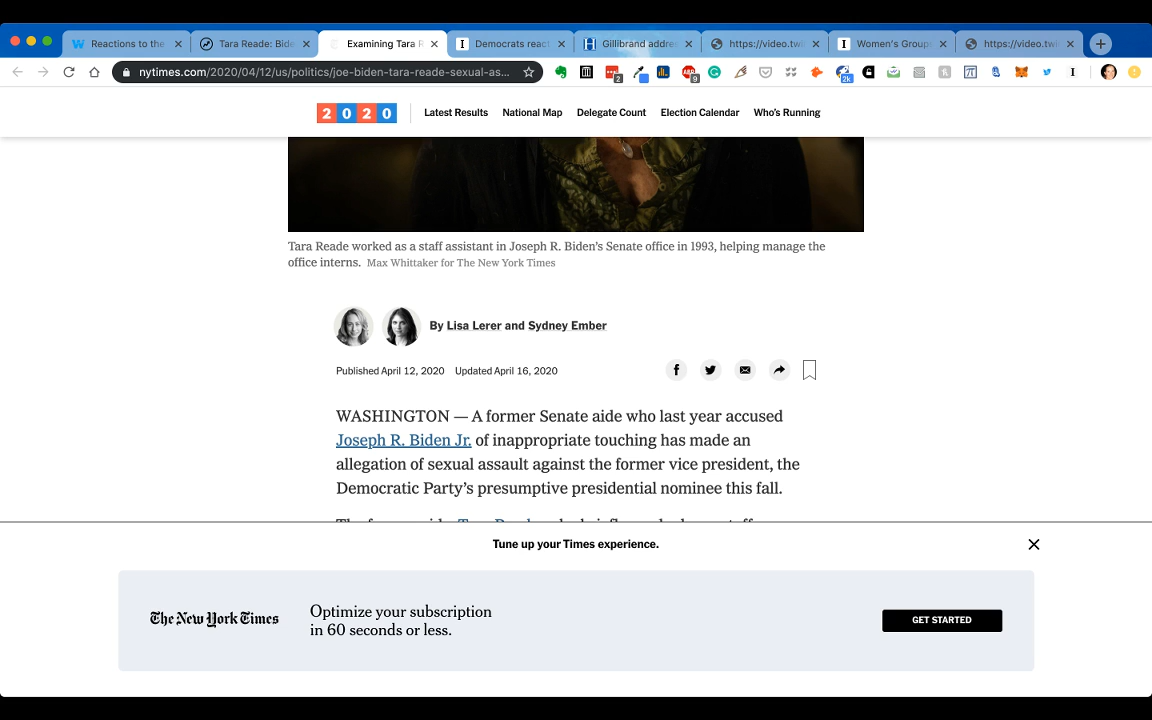 Reactions to the
Tara Reade: Bide
Examining Tara R
Democrats react
Gillibrand addre
https://video.twi
Women's Group
https://video.twi
nytimes.com/2020/04/12/us/politics/joe-biden-tara-reade-sexual-as...
2020
Latest Results
National Map
Delegate Count
Election Calendar
Who's Running
Tara Reade worked as a staff assistant in Joseph R. Biden's Senate office in 1993, helping manage the
office interns. Max Whittaker for The New York Times
By Lisa Lerer and Sydney Ember
Published April 12, 2020 Updated April 16, 2020
WASHINGTON — A former Senate aide who last year accused
Joseph R. Biden Jr. of inappropriate touching has made an
allegation of sexual assault against the former vice president, the
Democratic Party's presumptive presidential nominee this fall.
Tune up your Times experience.
The New York Times
Optimize your subscription
in 60 seconds or less.
GET STARTED